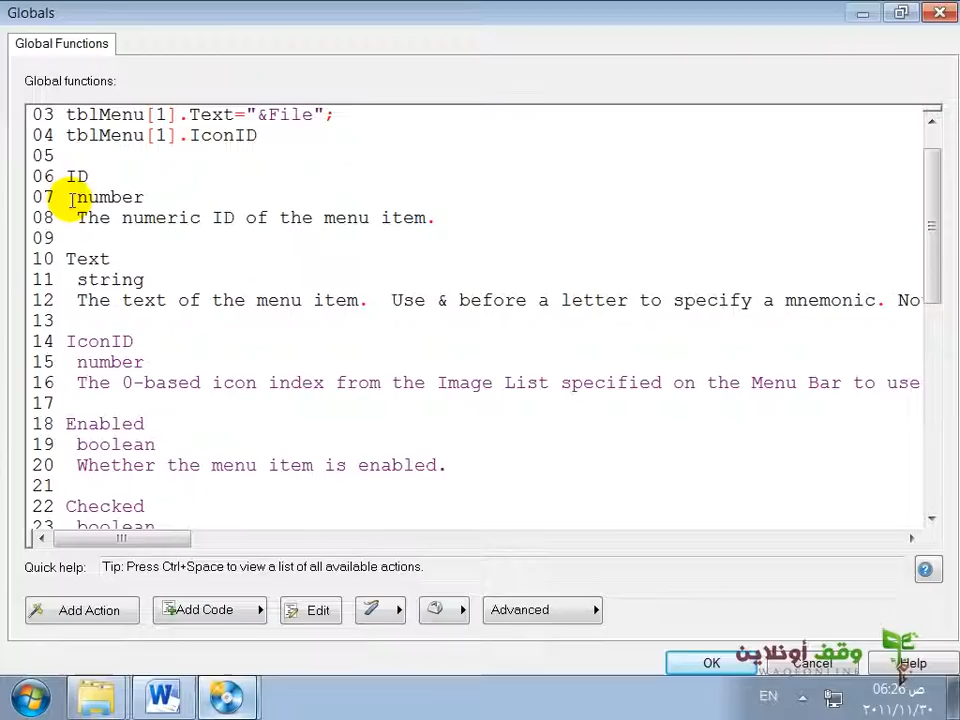 Globals
Global Functions
Global functions:
03 tblMenu[1].Text="&File";
04 tblMenu[1].IconID
05
06 ID
07 number
08 The numeric ID of the menu item.
09
10 Text
11 string
12 The text of the menu item.  Use & before a letter to specify a mnemonic. No
13
14 IconID
15 number
16 The 0-based icon index from the Image List specified on the Menu Bar to use
17
18 Enabled
19 boolean
20 Whether the menu item is enabled.
21
22 Checked
23 boolean
Quick help: Tip: Press Ctrl+Space to view a list of all available actions.
Add Action Add Code Edit Advanced
OK Cancel Help
وقف أونلاين
WAQFONLINE
EN 06:26 ص
٢٠١١/١١/٣٠